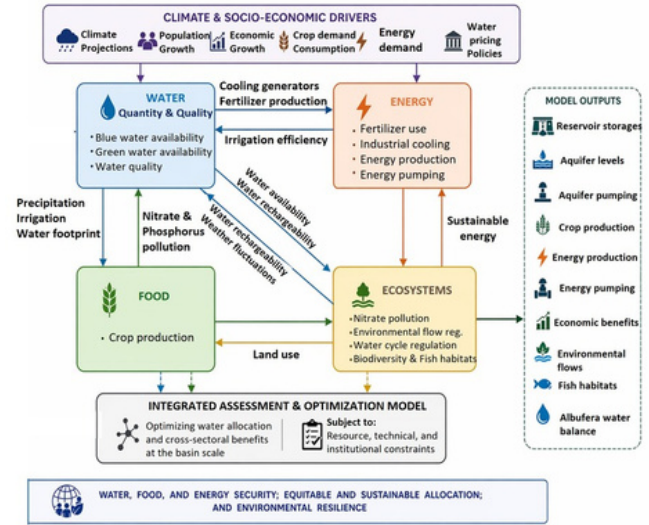 CLIMATE & SOCIO-ECONOMIC DRIVERS
Climate
Projections
Population
Growth
Economic
Growth
Crop demand
Consumption
Energy
demand
Water
pricing
Policies
WATER
Quantity & Quality
• Blue water availability
• Green water availability
• Water quality
Cooling generators
Fertilizer production
Irrigation efficiency
ENERGY
• Fertilizer use
• Industrial cooling
• Energy production
• Energy pumping
Precipitation
Irrigation
Water footprint
Nitrate &
Phosphorus
pollution
Water availability
Water rechargeability
Water rechargeability
Weather fluctuations
Sustainable
energy
FOOD
• Crop production
Land use
ECOSYSTEMS
•Nitrate pollution
•Environmental flow reg.
•Water cycle regulation
•Biodiversity & Fish habitats
MODEL OUTPUTS
Reservoir storages
Aquifer levels
Aquifer pumping
Crop production
Energy production
Energy pumping
Economic benefits
Environmental
flows
Fish habitats
Albufera water
balance
INTEGRATED ASSESSMENT & OPTIMIZATION MODEL
Optimizing water allocation
and cross-sectoral benefits
at the basin scale
Subject to:
Resource, technical, and
institutional constraints
WATER, FOOD, AND ENERGY SECURITY; EQUITABLE AND SUSTAINABLE ALLOCATION;
AND ENVIRONMENTAL RESILIENCE